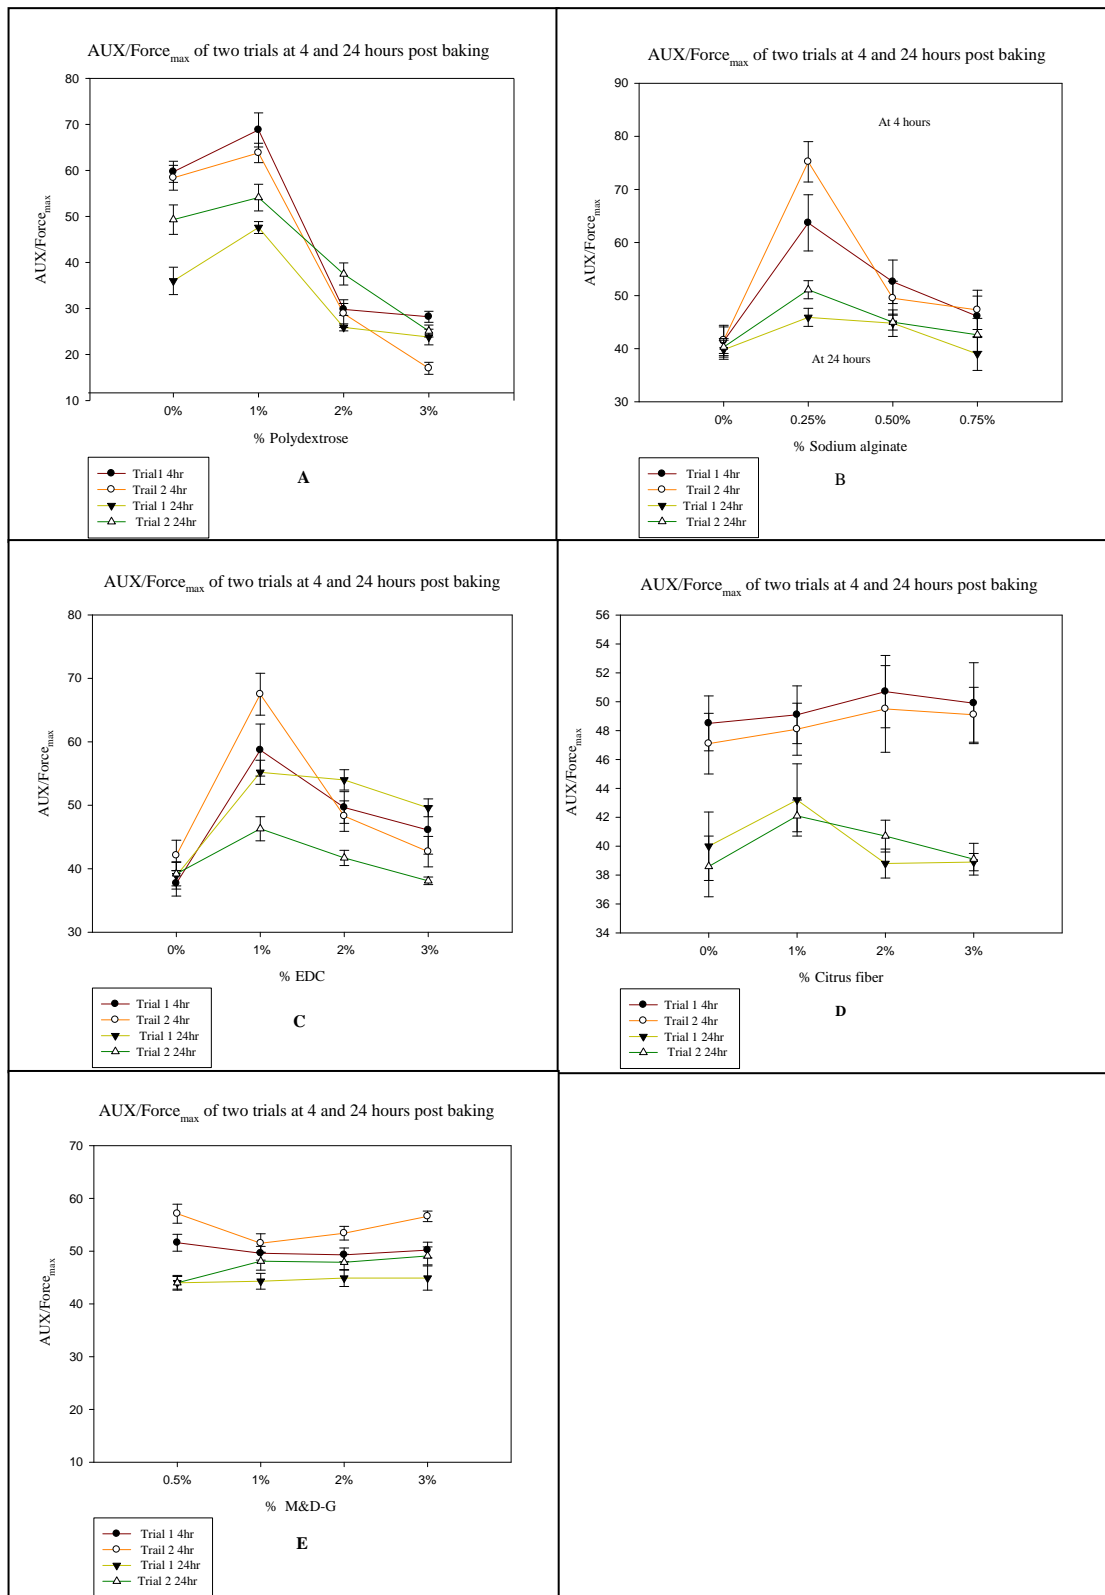 AUX/Forcemax of two trials at 4 and 24 hours post baking
80
70
60
50
40
30
20
10
AUX/Forcemax
0% 1% 2% 3%
% Polydextrose
A
Trial1 4hr
Trail 2 4hr
Trial 1 24hr
Trial 2 24hr
AUX/Forcemax of two trials at 4 and 24 hours post baking
90
80
70
60
50
40
30
AUX/Forcemax
At 4 hours
At 24 hours
0% 0.25% 0.50% 0.75%
% Sodium alginate
B
Trial 1 4hr
Trail 2 4hr
Trial 1 24hr
Trial 2 24hr
AUX/Forcemax of two trials at 4 and 24 hours post baking
80
70
60
50
40
30
AUX/Forcemax
0% 1% 2% 3%
% EDC
C
Trial 1 4hr
Trail 2 4hr
Trial 1 24hr
Trial 2 24hr
AUX/Forcemax of two trials at 4 and 24 hours post baking
56
54
52
50
48
46
44
42
40
38
36
34
AUX/Forcemax
0% 1% 2% 3%
% Citrus fiber
D
Trial 1 4hr
Trail 2 4hr
Trial 1 24hr
Trial 2 24hr
AUX/Forcemax of two trials at 4 and 24 hours post baking
70
60
50
40
30
20
10
AUX/Forcemax
0.5% 1% 2% 3%
% M&D-G
E
Trial 1 4hr
Trail 2 4hr
Trial 1 24hr
Trial 2 24hr